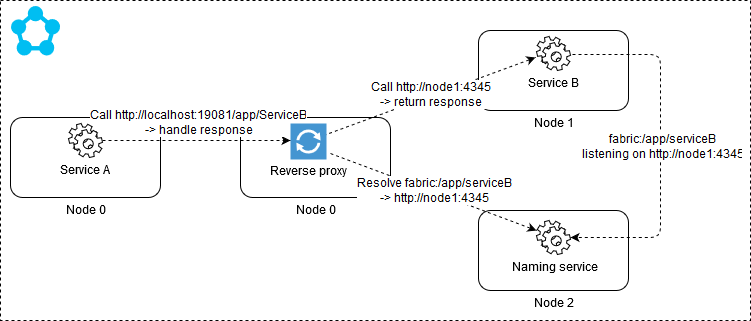 Call http://localhost:19081/app/ServiceB
-> handle response
Service A
Node 0
Reverse proxy
Node 0
Call http://node1:4345
-> return response
Service B
Node 1
fabric:/app/serviceB
listening on http://node1:4345
Resolve fabric:/app/serviceB
-> http://node1:4345
Naming service
Node 2